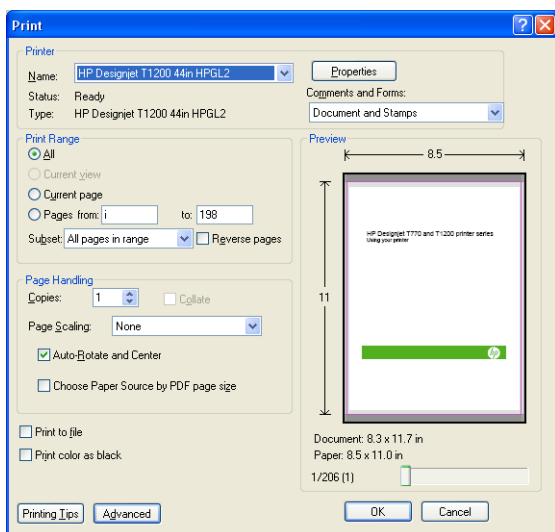 Print
Printer
Name: HP Designjet T1200 44in HPGL2 Properties
Status: Ready Comments and Forms:
Type: HP Designjet T1200 44in HPGL2 Document and Stamps
Print Range
All
Current view
Current page
Pages from: i to: 198
Subset: All pages in range Reverse pages
Page Handling
Copies: 1 Collate
Page Scaling: None
Auto-Rotate and Center
Choose Paper Source by PDF page size
Print to file
Print color as black
Printing Tips Advanced
Preview
8.5
11
HP Designjet T770 and T1200 printer series
Using your printer
hp
Document: 8.3 x 11.7 in
Paper: 8.5 x 11.0 in
1/206 (1)
OK Cancel